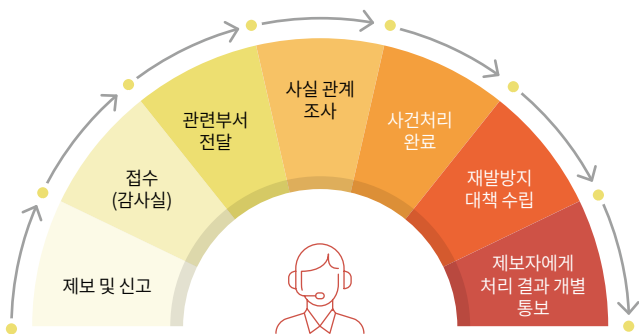 제보 및 신고
접수
(감사실)
관련부서
전달
사실 관계
조사
사건처리
완료
재발방지
대책 수립
제보자에게
처리 결과 개별
통보